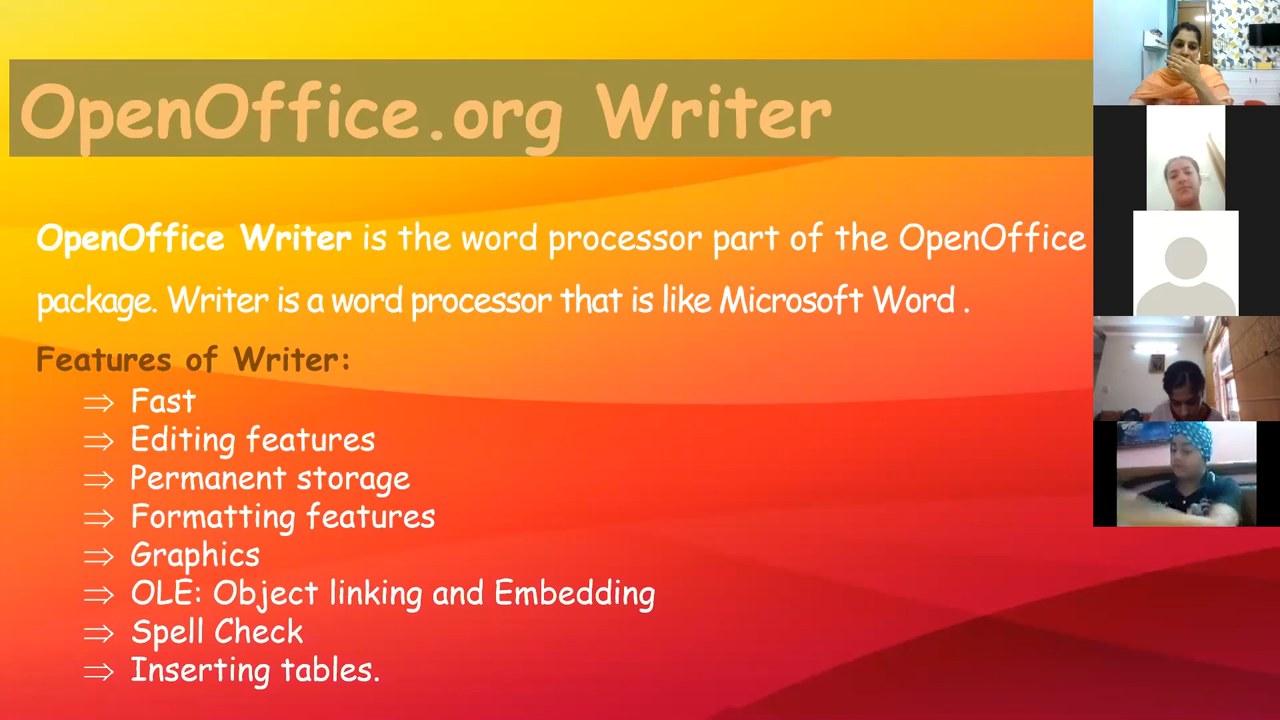 OpenOffice.org Writer
OpenOffice Writer is the word processor part of the OpenOffice
package. Writer is a word processor that is like Microsoft Word .
Features of Writer:
⇒ Fast
⇒ Editing features
⇒ Permanent storage
⇒ Formatting features
⇒ Graphics
⇒ OLE: Object linking and Embedding
⇒ Spell Check
⇒ Inserting tables.